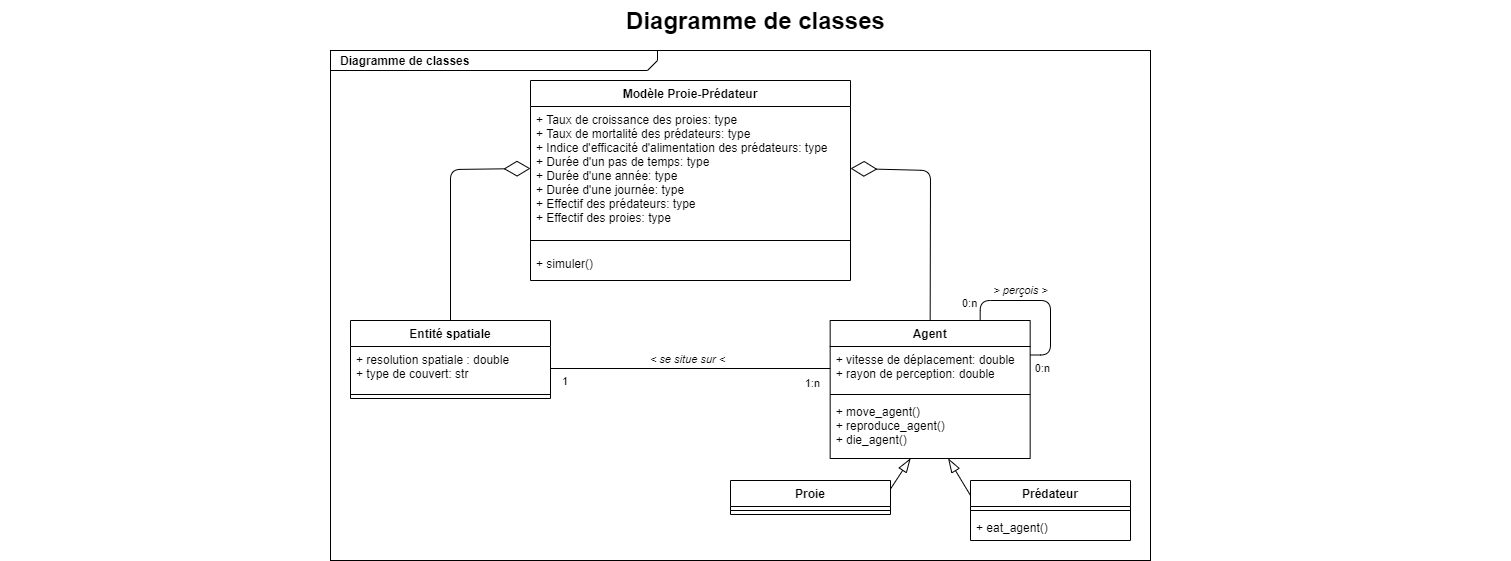 Diagramme de classes
Diagramme de classes
Modèle Proie-Prédateur
+ Taux de croissance des proies: type
+ Taux de mortalité des prédateurs: type
+ Indice d'efficacité d'alimentation des prédateurs: type
+ Durée d'un pas de temps: type
+ Durée d'une année: type
+ Durée d'une journée: type
+ Effectif des prédateurs: type
+ Effectif des proies: type
+ simuler()
> perçois >
0:n
Entité spatiale
+ resolution spatiale : double
+ type de couvert: str
< se situe sur <
1
1:n
Agent
+ vitesse de déplacement: double
+ rayon de perception: double
0:n
+ move_agent()
+ reproduce_agent()
+ die_agent()
Proie
Prédateur
+ eat_agent()